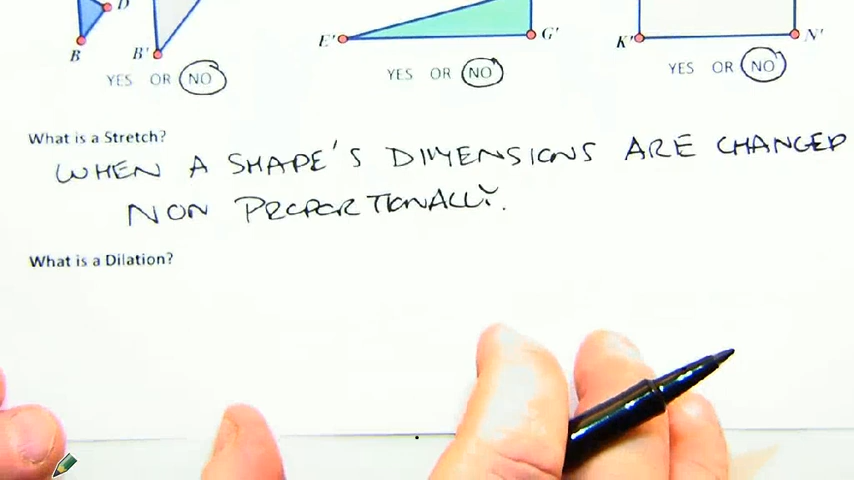 D
B
B'
E'
G'
K'
N'
YES OR NO
YES OR NO
YES OR NO
What is a Stretch?
WHEN A SHAPE'S DIMENSIONS ARE CHANGED
NON PROPORTIONALLY.
What is a Dilation?